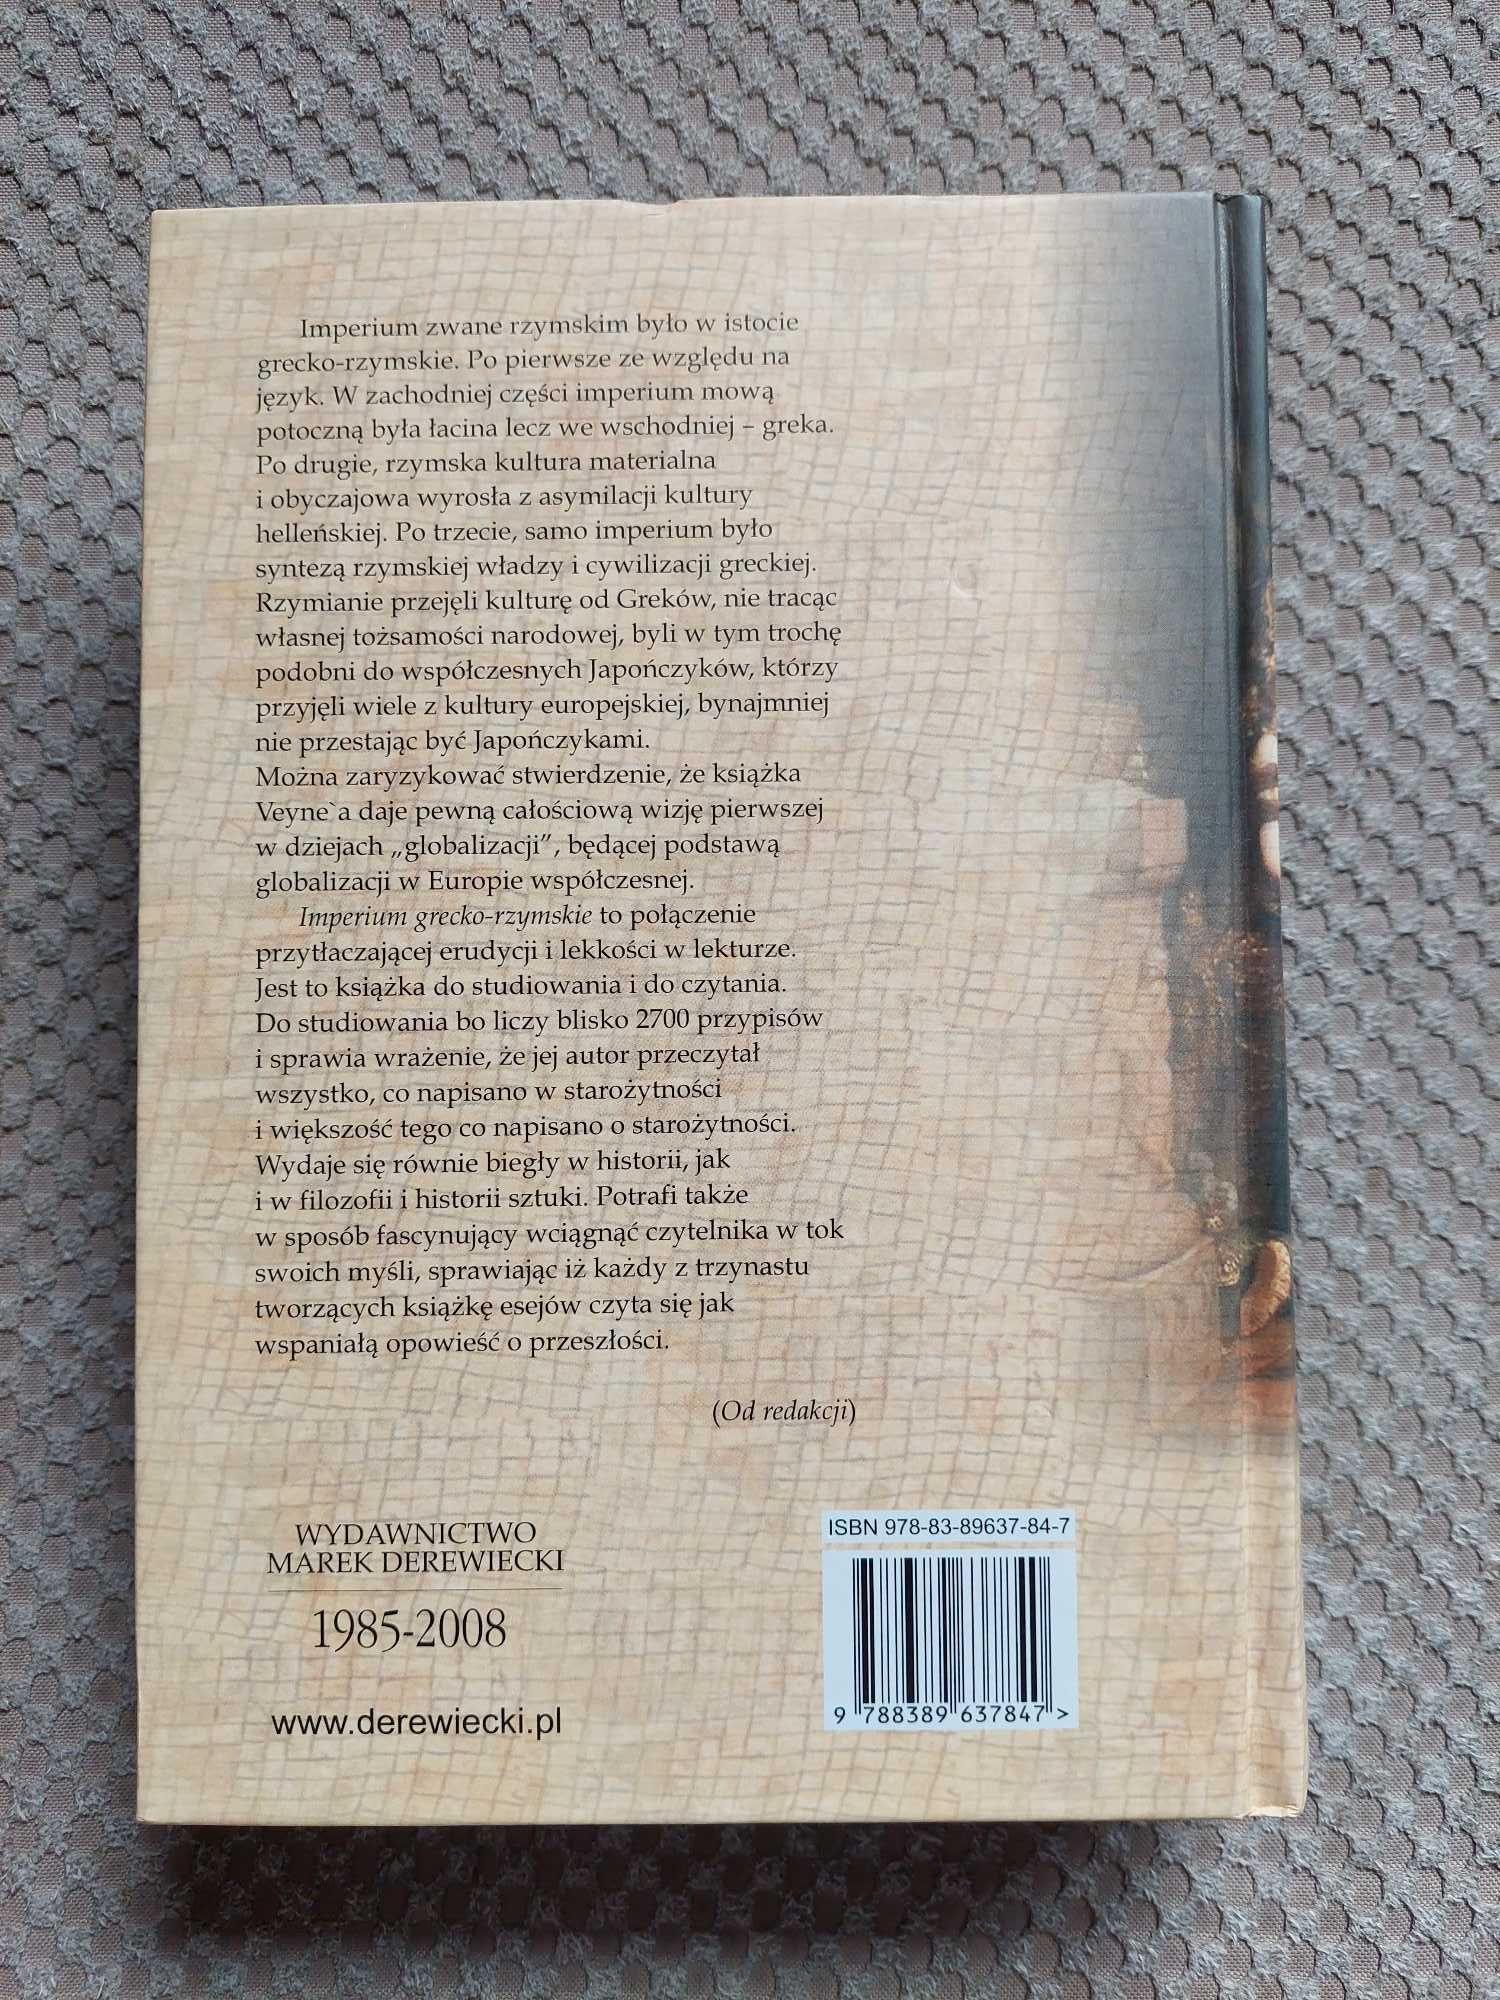 Imperium zwane rzymskim było w istocie
grecko-rzymskie. Po pierwsze ze względu na
język. W zachodniej części imperium mową
potoczną była łacina lecz we wschodniej – greka.
Po drugie, rzymska kultura materialna
i obyczajowa wyrosła z asymilacji kultury
helleńskiej. Po trzecie, samo imperium było
syntezą rzymskiej władzy i cywilizacji greckiej.
Rzymianie przejęli kulturę od Greków, nie tracąc
własnej tożsamości narodowej, byli w tym trochę
podobni do współczesnych Japończyków, którzy
przyjęli wiele z kultury europejskiej, bynajmniej
nie przestając być Japończykami.
Można zaryzykować stwierdzenie, że książka
Veyne`a daje pewną całościową wizję pierwszej
w dziejach „globalizacji”, będącej podstawą
globalizacji w Europie współczesnej.
Imperium grecko-rzymskie to połączenie
przytłaczającej erudycji i lekkości w lekturze.
Jest to książka do studiowania i do czytania.
Do studiowania bo liczy blisko 2700 przypisów
i sprawia wrażenie, że jej autor przeczytał
wszystko, co napisano w starożytności
i większość tego co napisano o starożytności.
Wydaje się równie biegły w historii, jak
i w filozofii i historii sztuki. Potrafi także
w sposób fascynujący wciągnąć czytelnika w tok
swoich myśli, sprawiając iż każdy z trzynastu
tworzących książkę esejów czyta się jak
wspaniałą opowieść o przeszłości.
(Od redakcji)
WYDAWNICTWO
MAREK DEREWIECKI
1985-2008
www.derewiecki.pl
ISBN 978-83-89637-84-7
9 788389 637847 >